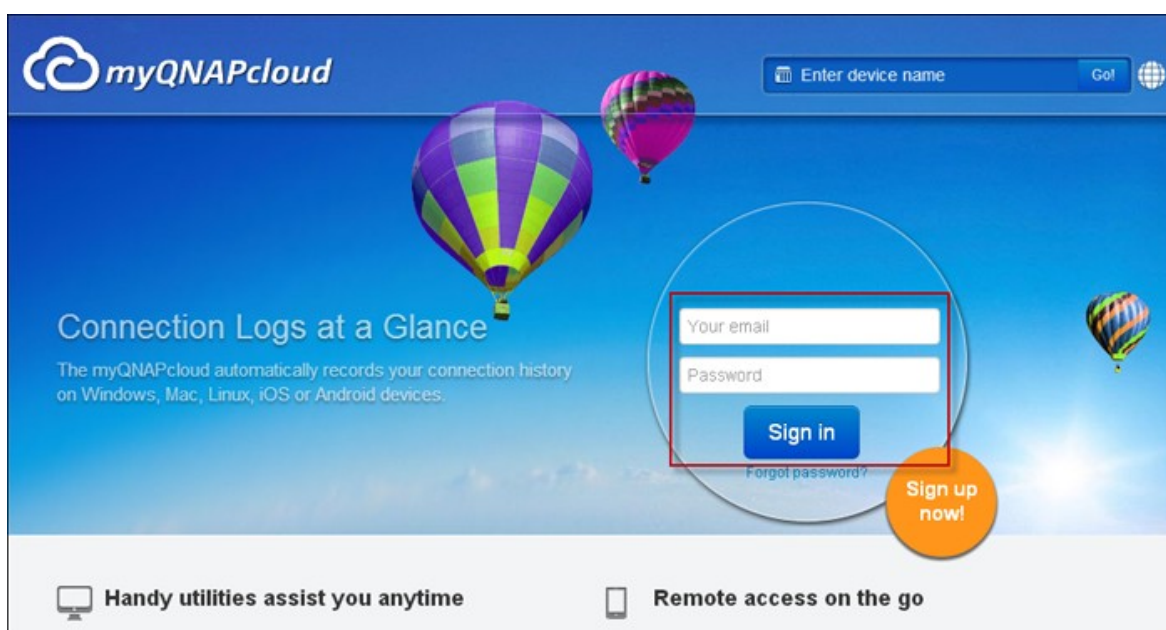 myQNAPcloud
Enter device name
Go!
Connection Logs at a Glance
The myQNAPcloud automatically records your connection history
on Windows, Mac, Linux, iOS or Android devices.
Your email
Password
Sign in
Forgot password?
Sign up
now!
Handy utilities assist you anytime
Remote access on the go